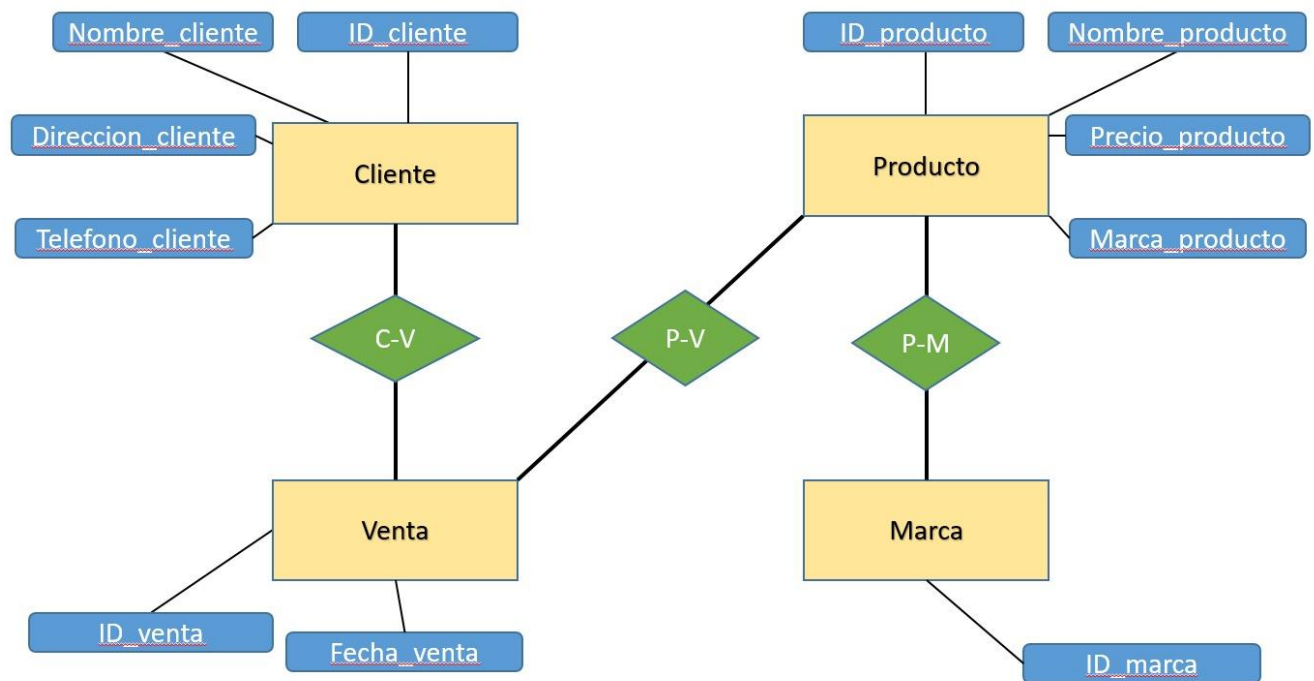 Nombre_cliente
ID_cliente
ID_producto
Nombre_producto
Direccion_cliente
Cliente
Producto
Precio_producto
Telefono_cliente
Marca_producto
C-V
P-V
P-M
Venta
Marca
ID_venta
Fecha_venta
ID_marca